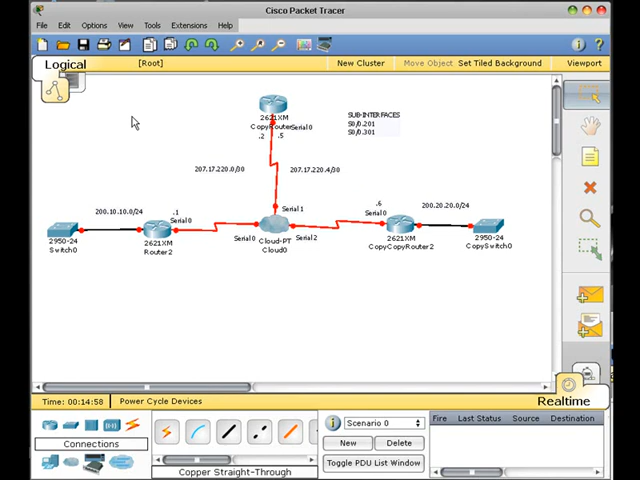 Cisco Packet Tracer
File Edit Options View Tools Extensions Help
Logical [Root] New Cluster Move Object Set Tiled Background Viewport
2621XM
CopyRouter
Serial0
.2 .5
SUB-INTERFACES
S0/0.201
S0/0.301
207.17.220.0/30 207.17.220.4/30
200.10.10.0/24 .1
Serial0
Serial1
.6
Serial0
200.20.20.0/24
2950-24
Switch0
2621XM
Router2
Serial0
Cloud-PT
Cloud0
Serial2
2621XM
CopyCopyRouter2
2950-24
CopySwitch0
Time: 00:14:58 Power Cycle Devices Realtime
Connections
Copper Straight-Through
Scenario 0
New Delete
Toggle PDU List Window
Fire Last Status Source Destination